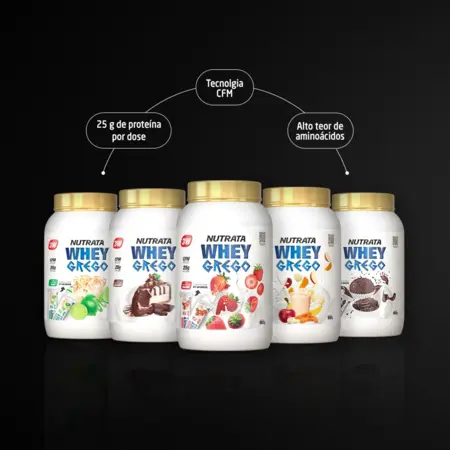 Tecnolgia
CFM
25 g de proteína
por dose
Alto teor de
aminoácidos
NUTRATA
WHEY
GREGO
NUTRATA
WHEY
GREGO
NUTRATA
WHEY
GREGO
NUTRATA
WHEY
GREGO
NUTRATA
WHEY
GREGO